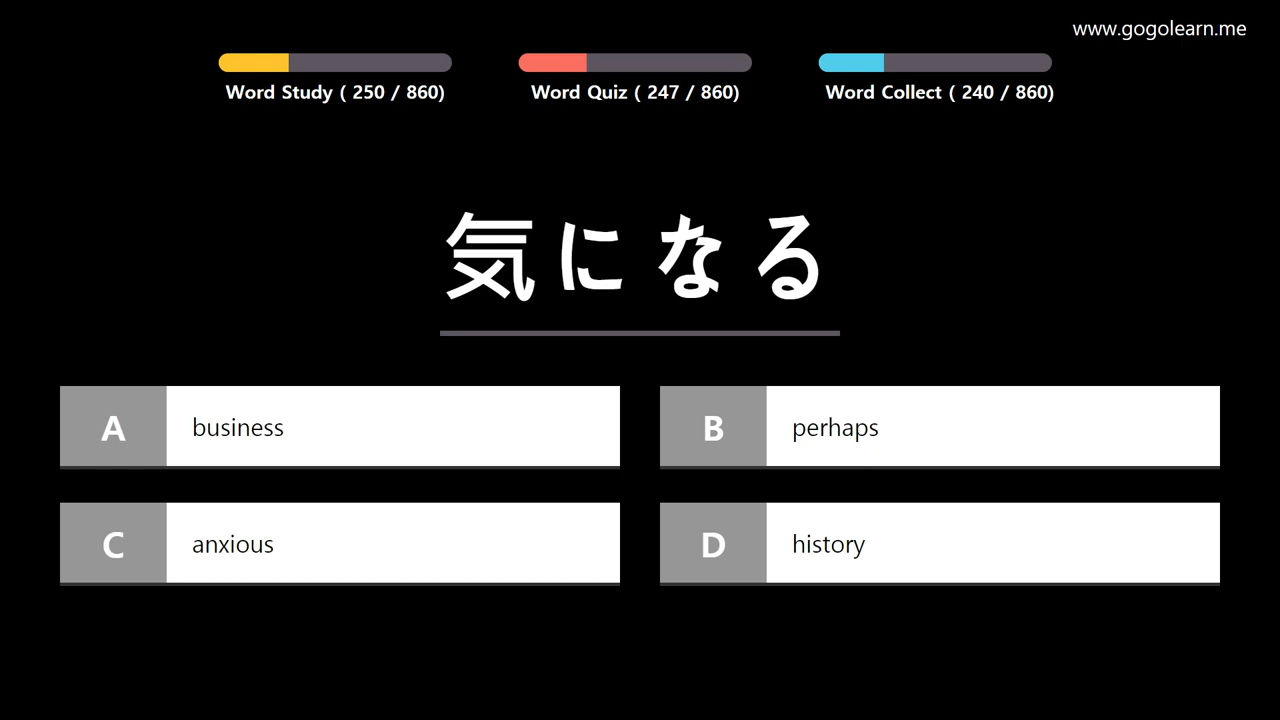 www.gogolearn.me
Word Study ( 250 / 860)
Word Quiz ( 247 / 860)
Word Collect ( 240 / 860)
気になる
A business
B perhaps
C anxious
D history